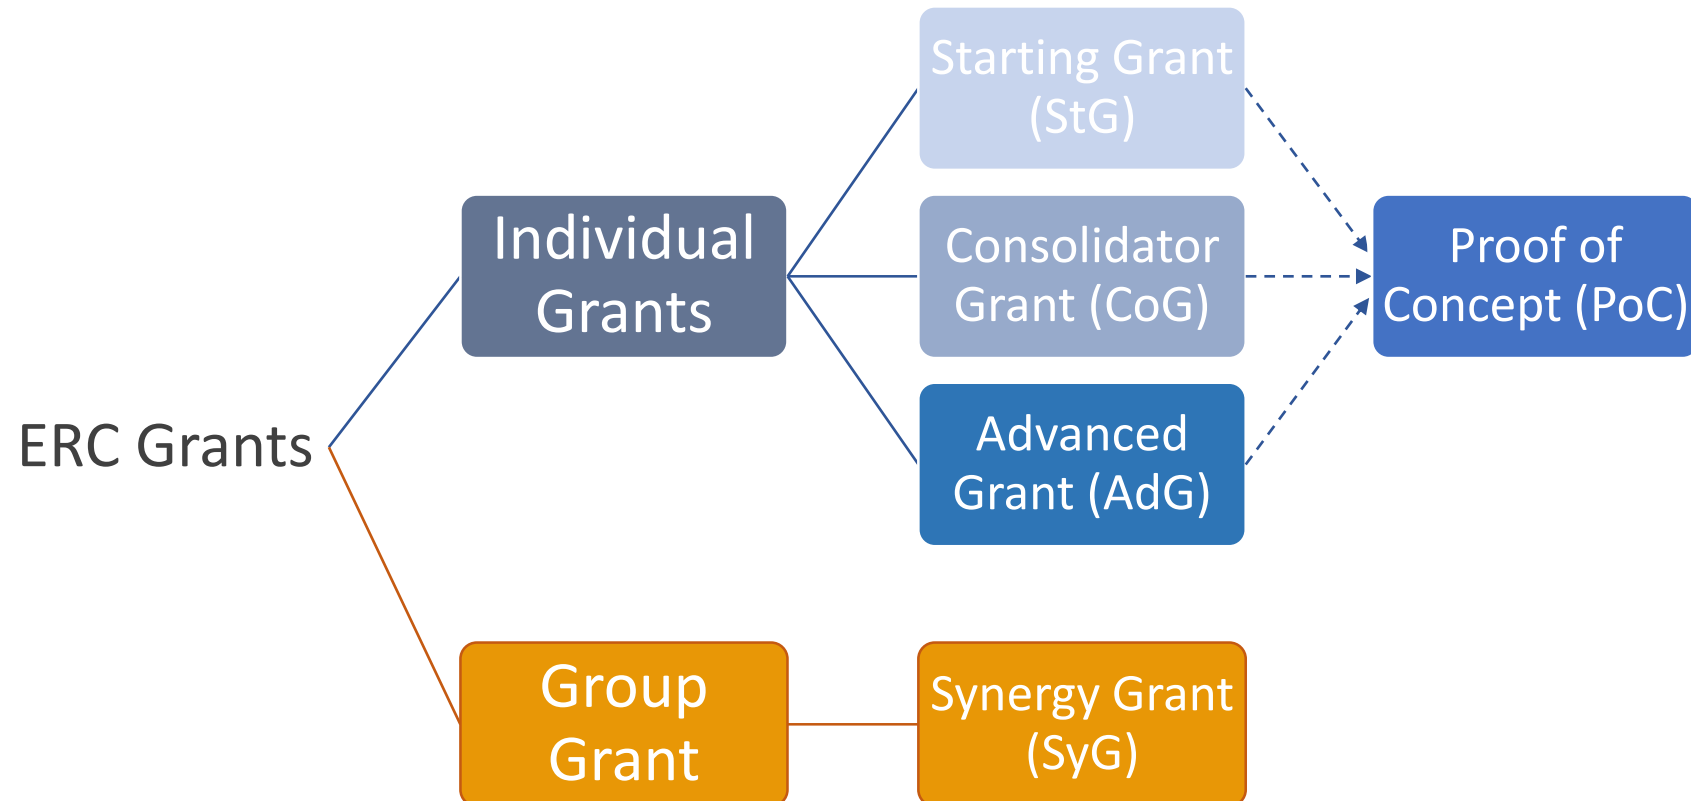 ERC Grants
Individual
Grants
Starting Grant
(StG)
Consolidator
Grant (CoG)
Advanced
Grant (AdG)
Proof of
Concept (PoC)
Group
Grant
Synergy Grant
(SyG)